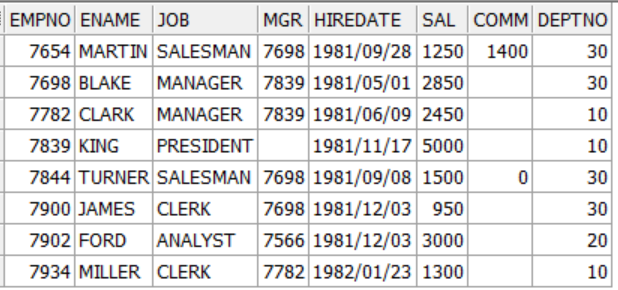 EMPNO ENAME JOB MGR HIREDATE SAL COMM DEPTNO
7654 MARTIN SALESMAN 7698 1981/09/28 1250 1400 30
7698 BLAKE MANAGER 7839 1981/05/01 2850 30
7782 CLARK MANAGER 7839 1981/06/09 2450 10
7839 KING PRESIDENT 1981/11/17 5000 10
7844 TURNER SALESMAN 7698 1981/09/08 1500 0 30
7900 JAMES CLERK 7698 1981/12/03 950 30
7902 FORD ANALYST 7566 1981/12/03 3000 20
7934 MILLER CLERK 7782 1982/01/23 1300 10